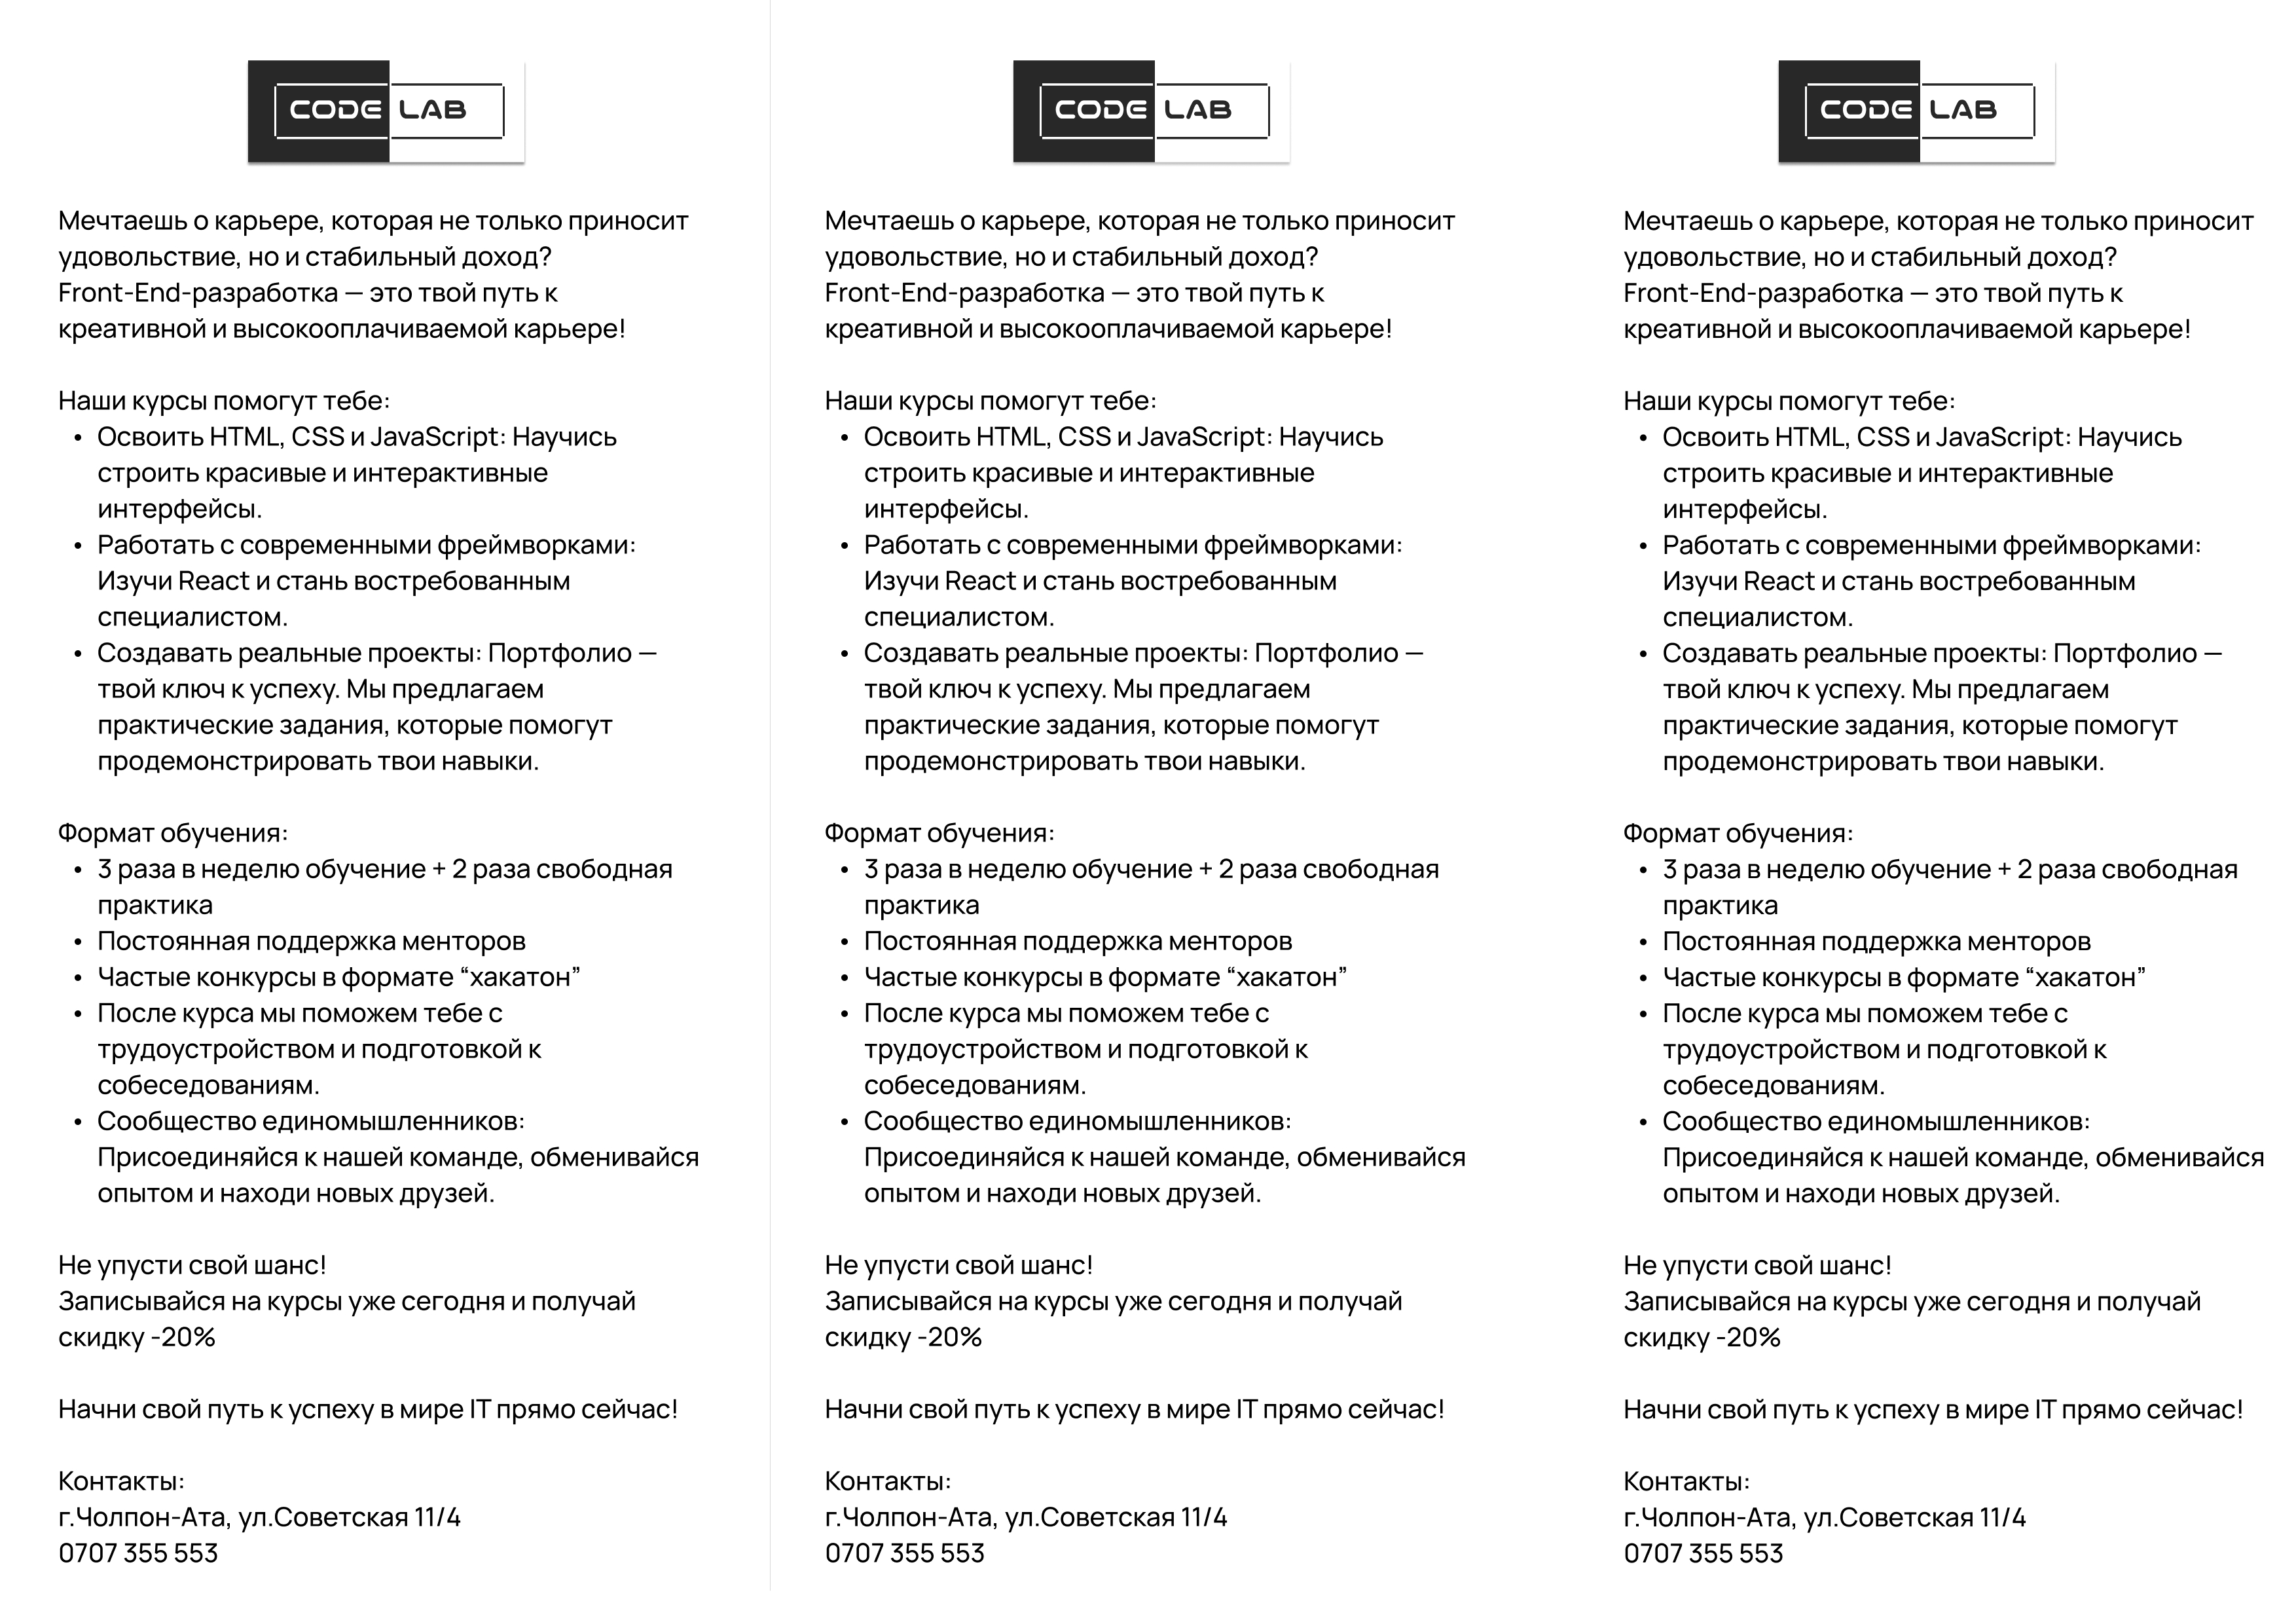 CODE LAB
Мечтаешь о карьере, которая не только приносит
удовольствие, но и стабильный доход?
Front-End-разработка — это твой путь к
креативной и высокооплачиваемой карьере!
Наши курсы помогут тебе:
• Освоить HTML, CSS и JavaScript: Научись
строить красивые и интерактивные
интерфейсы.
• Работать с современными фреймворками:
Изучи React и стань востребованным
специалистом.
• Создавать реальные проекты: Портфолио —
твой ключ к успеху. Мы предлагаем
практические задания, которые помогут
продемонстрировать твои навыки.
Формат обучения:
• 3 раза в неделю обучение + 2 раза свободная
практика
• Постоянная поддержка менторов
• Частые конкурсы в формате “хакатон”
• После курса мы поможем тебе с
трудоустройством и подготовкой к
собеседованиям.
• Сообщество единомышленников:
Присоединяйся к нашей команде, обменивайся
опытом и находи новых друзей.
Не упусти свой шанс!
Записывайся на курсы уже сегодня и получай
скидку -20%
Начни свой путь к успеху в мире IT прямо сейчас!
Контакты:
г.Чолпон-Ата, ул.Советская 11/4
0707 355 553
CODE LAB
Мечтаешь о карьере, которая не только приносит
удовольствие, но и стабильный доход?
Front-End-разработка — это твой путь к
креативной и высокооплачиваемой карьере!
Наши курсы помогут тебе:
• Освоить HTML, CSS и JavaScript: Научись
строить красивые и интерактивные
интерфейсы.
• Работать с современными фреймворками:
Изучи React и стань востребованным
специалистом.
• Создавать реальные проекты: Портфолио —
твой ключ к успеху. Мы предлагаем
практические задания, которые помогут
продемонстрировать твои навыки.
Формат обучения:
• 3 раза в неделю обучение + 2 раза свободная
практика
• Постоянная поддержка менторов
• Частые конкурсы в формате “хакатон”
• После курса мы поможем тебе с
трудоустройством и подготовкой к
собеседованиям.
• Сообщество единомышленников:
Присоединяйся к нашей команде, обменивайся
опытом и находи новых друзей.
Не упусти свой шанс!
Записывайся на курсы уже сегодня и получай
скидку -20%
Начни свой путь к успеху в мире IT прямо сейчас!
Контакты:
г.Чолпон-Ата, ул.Советская 11/4
0707 355 553
CODE LAB
Мечтаешь о карьере, которая не только приносит
удовольствие, но и стабильный доход?
Front-End-разработка — это твой путь к
креативной и высокооплачиваемой карьере!
Наши курсы помогут тебе:
• Освоить HTML, CSS и JavaScript: Научись
строить красивые и интерактивные
интерфейсы.
• Работать с современными фреймворками:
Изучи React и стань востребованным
специалистом.
• Создавать реальные проекты: Портфолио —
твой ключ к успеху. Мы предлагаем
практические задания, которые помогут
продемонстрировать твои навыки.
Формат обучения:
• 3 раза в неделю обучение + 2 раза свободная
практика
• Постоянная поддержка менторов
• Частые конкурсы в формате “хакатон”
• После курса мы поможем тебе с
трудоустройством и подготовкой к
собеседованиям.
• Сообщество единомышленников:
Присоединяйся к нашей команде, обменивайся
опытом и находи новых друзей.
Не упусти свой шанс!
Записывайся на курсы уже сегодня и получай
скидку -20%
Начни свой путь к успеху в мире IT прямо сейчас!
Контакты:
г.Чолпон-Ата, ул.Советская 11/4
0707 355 553